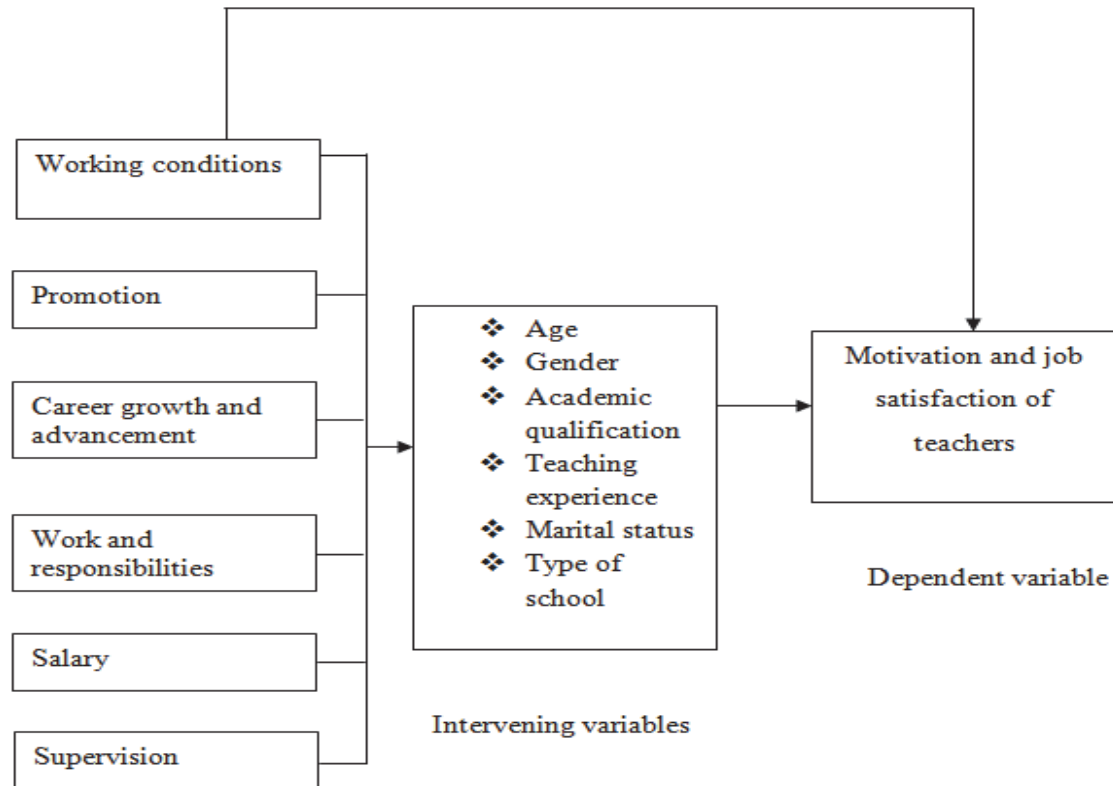 Working conditions
Promotion
Career growth and
advancement
Work and
responsibilities
Salary
Supervision
❖ Age
❖ Gender
❖ Academic
qualification
❖ Teaching
experience
❖ Marital status
❖ Type of
school
Intervening variables
Motivation and job
satisfaction of
teachers
Dependent variable